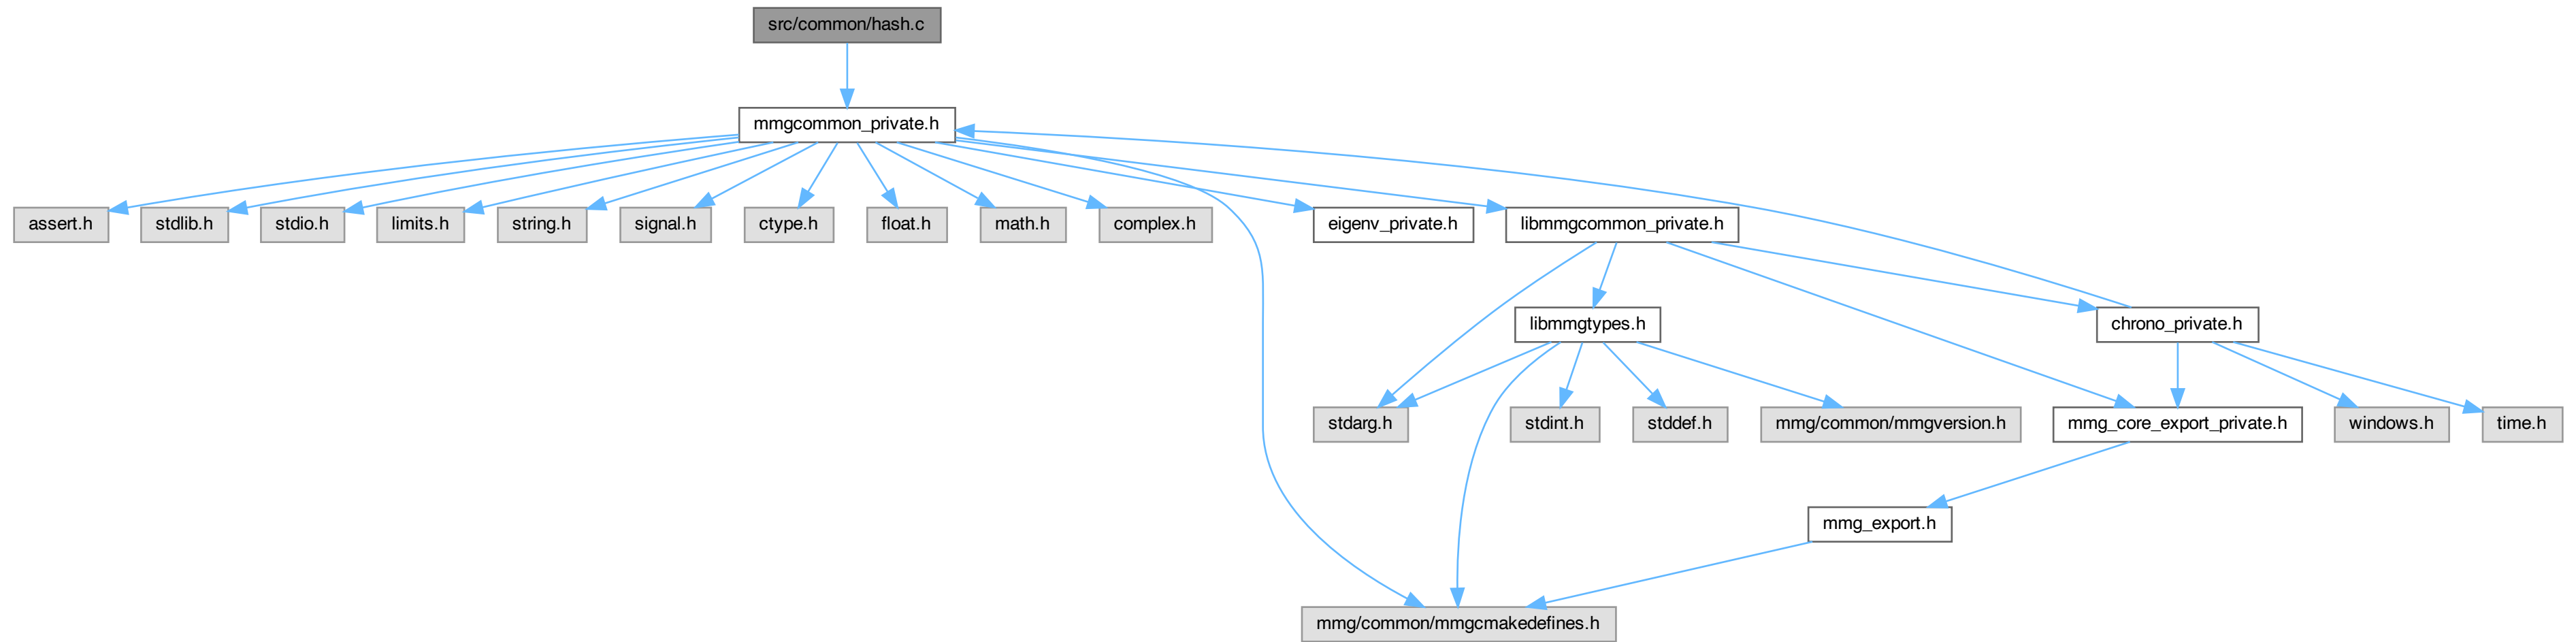 src/common/hash.c
mmgcommon_private.h
assert.h
stdlib.h
stdio.h
limits.h
string.h
signal.h
ctype.h
float.h
math.h
complex.h
eigenv_private.h
libmmgcommon_private.h
libmmgtypes.h
chrono_private.h
stdarg.h
stdint.h
stddef.h
mmg/common/mmgversion.h
mmg_core_export_private.h
windows.h
time.h
mmg_export.h
mmg/common/mmgcmakedefines.h